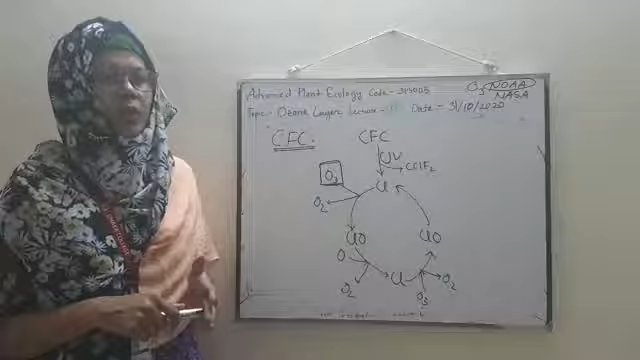 Advanced Plant Ecology Code - 317005
O3 NOAA
NASA
Topic:- Ozone Layer, Lecture - Date - 31/10/2020
CFC.
CFC
UV
CClF2
O3
Cl
O2
ClO
ClO
O
O2
Cl
O3
O2